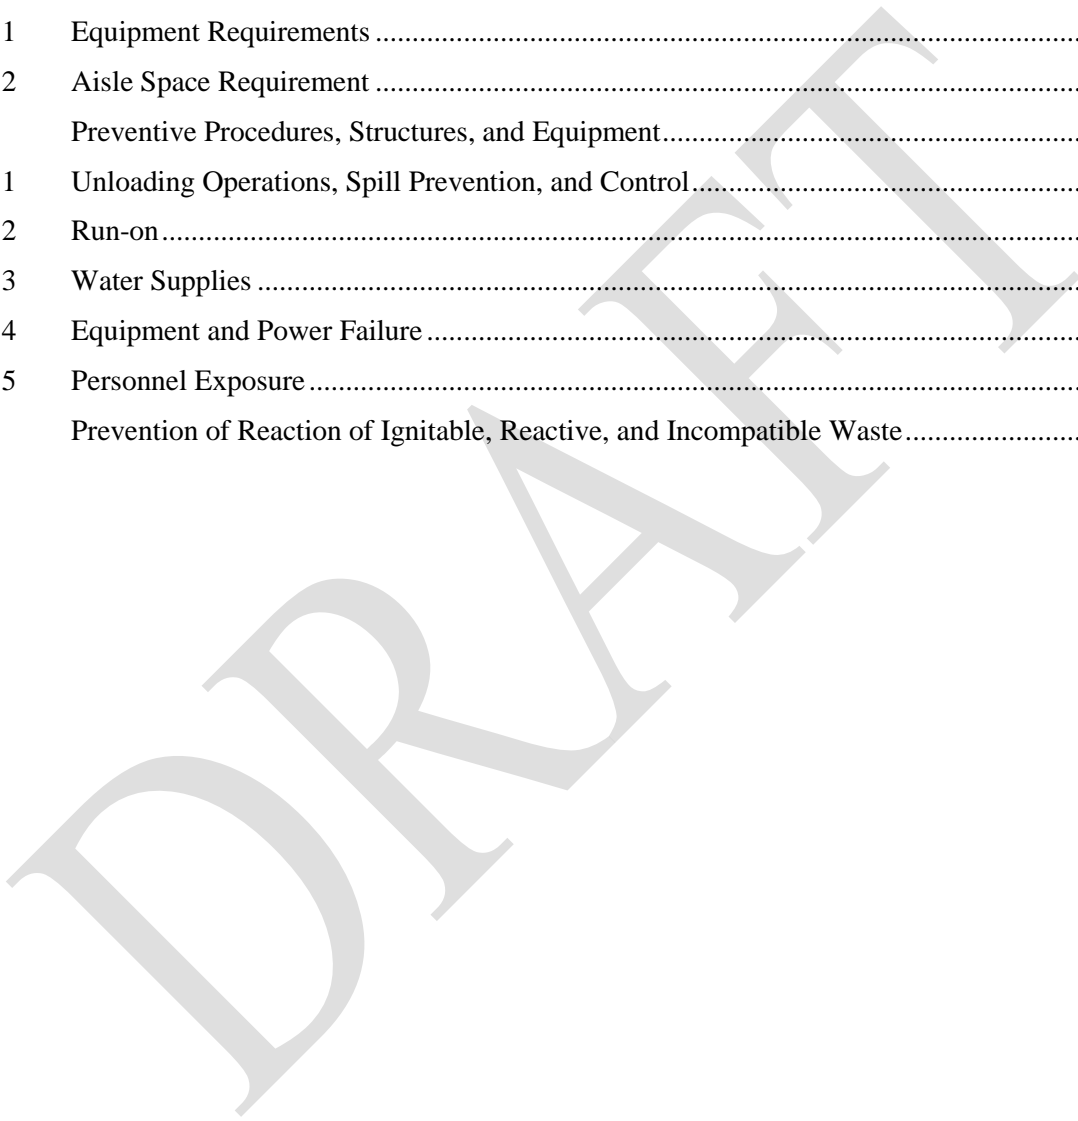 1 Equipment Requirements ........................................................................................................
2 Aisle Space Requirement ........................................................................................................
Preventive Procedures, Structures, and Equipment............................................................
1 Unloading Operations, Spill Prevention, and Control.......................................................
2 Run-on.....................................................................................................................................
3 Water Supplies .......................................................................................................................
4 Equipment and Power Failure ................................................................................................
5 Personnel Exposure ................................................................................................................
Prevention of Reaction of Ignitable, Reactive, and Incompatible Waste.........................
DRAFT